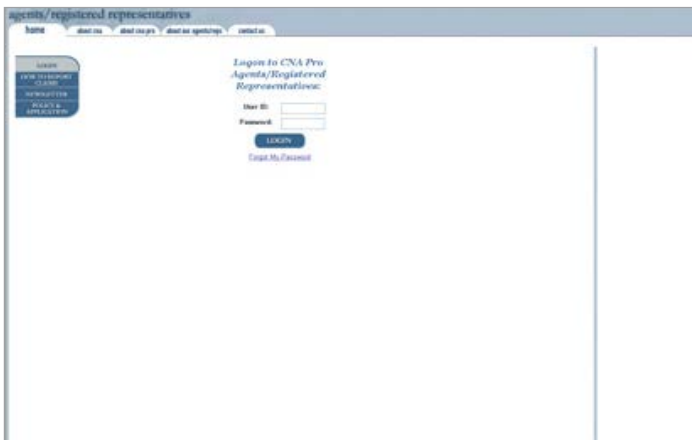 agents/registered representatives
home about cna about cna pro about our agents/reps contact us
LOGIN
HOW TO REPORT
CLAIMS
NEWSLETTER
POLICY &
APPLICATION
Logon to CNA Pro
Agents/Registered
Representatives:
User ID:
Password:
LOGIN
Forgot My Password